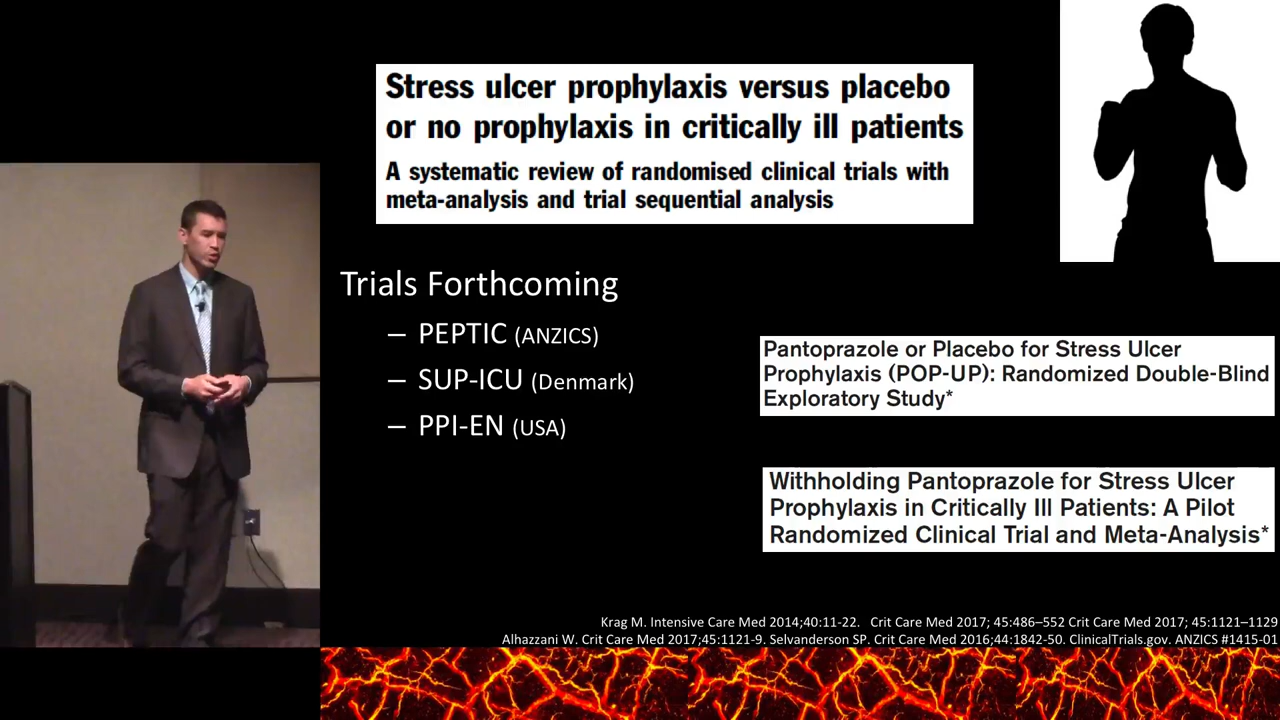 Stress ulcer prophylaxis versus placebo
or no prophylaxis in critically ill patients
A systematic review of randomised clinical trials with
meta-analysis and trial sequential analysis
Trials Forthcoming
– PEPTIC (ANZICS)
– SUP-ICU (Denmark)
– PPI-EN (USA)
Pantoprazole or Placebo for Stress Ulcer
Prophylaxis (POP-UP): Randomized Double-Blind
Exploratory Study*
Withholding Pantoprazole for Stress Ulcer
Prophylaxis in Critically Ill Patients: A Pilot
Randomized Clinical Trial and Meta-Analysis*
Krag M. Intensive Care Med 2014;40:11-22. Crit Care Med 2017; 45:486–552 Crit Care Med 2017; 45:1121–1129
Alhazzani W. Crit Care Med 2017;45:1121-9. Selvanderson SP. Crit Care Med 2016;44:1842-50. ClinicalTrials.gov. ANZICS #1415-01